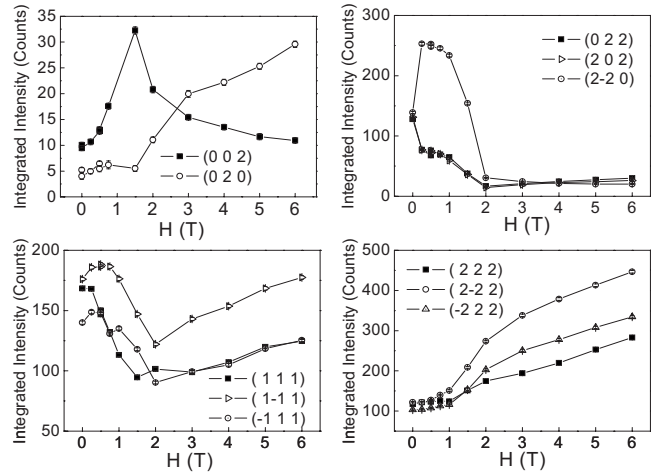 35
30
25
20
15
10
5
0
Integrated Intensity (Counts)
(0 0 2)
(0 2 0)
0 1 2 3 4 5 6
H (T)
300
200
100
0
Integrated Intensity (Counts)
(0 2 2)
(2 0 2)
(2-2 0)
0 1 2 3 4 5 6
H (T)
200
150
100
50
Integrated Intensity (Counts)
(1 1 1)
(1-1 1)
(-1 1 1)
0 1 2 3 4 5 6
H (T)
500
400
300
200
100
Integrated Intensity (Counts)
(2 2 2)
(2-2 2)
(-2 2 2)
0 1 2 3 4 5 6
H (T)